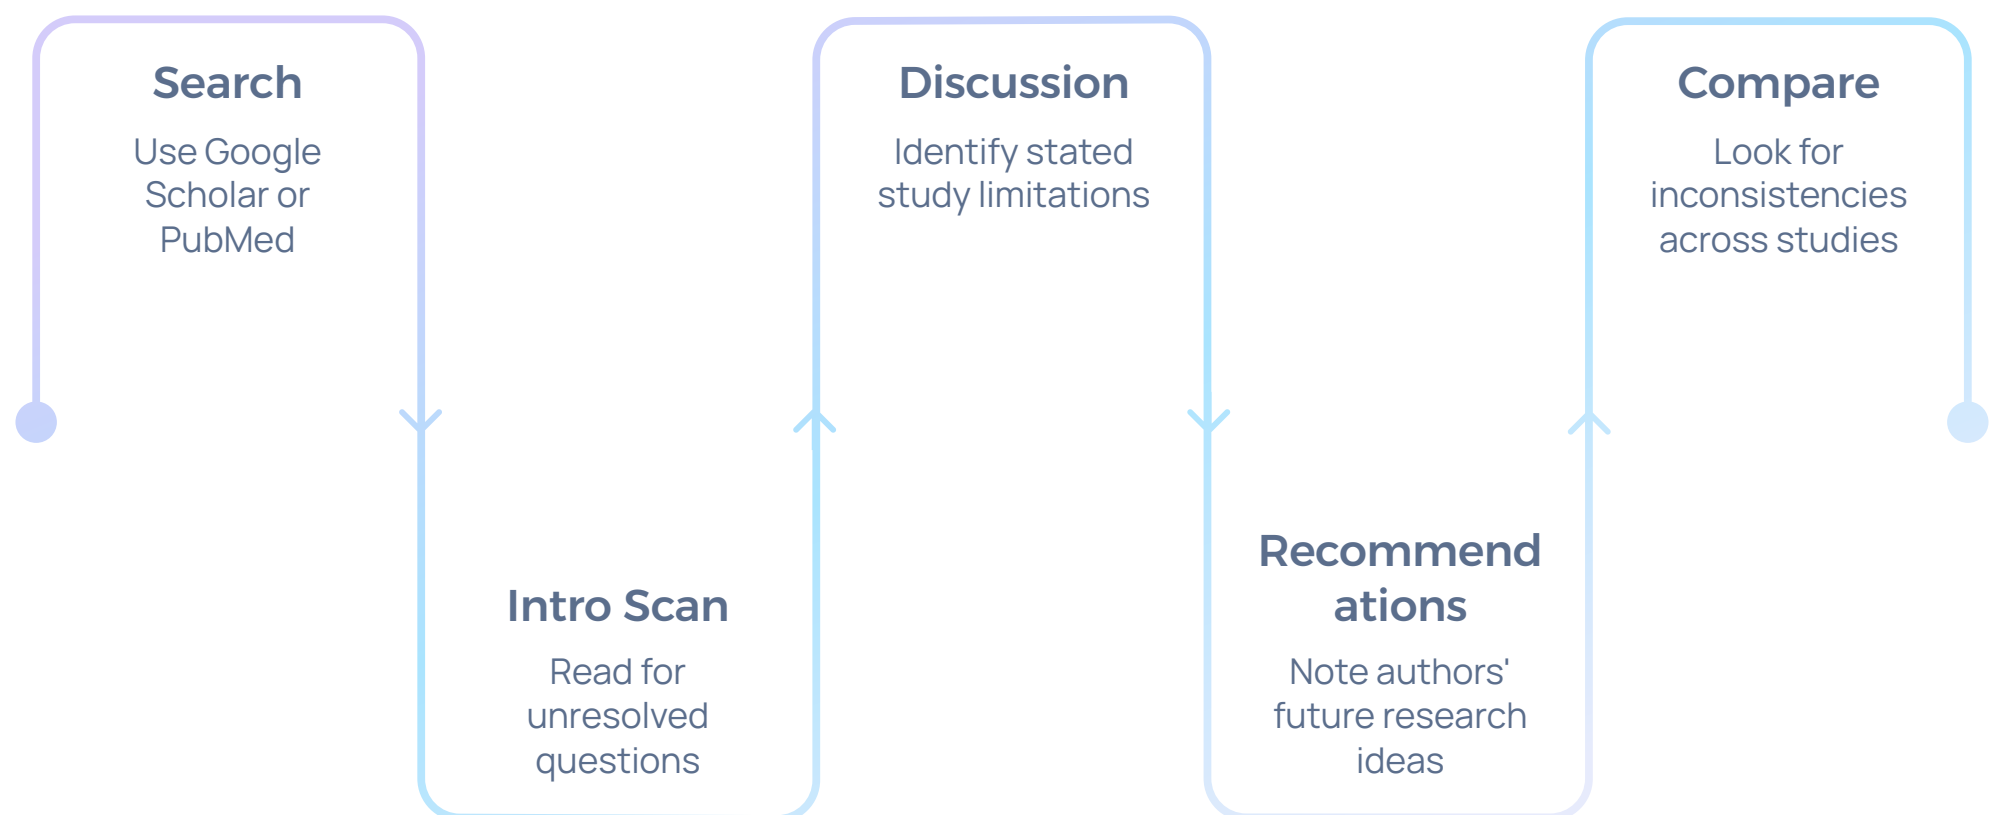 Search
Use Google
Scholar or
PubMed
Intro Scan
Read for
unresolved
questions
Discussion
Identify stated
study limitations
Recommend
ations
Note authors'
future research
ideas
Compare
Look for
inconsistencies
across studies